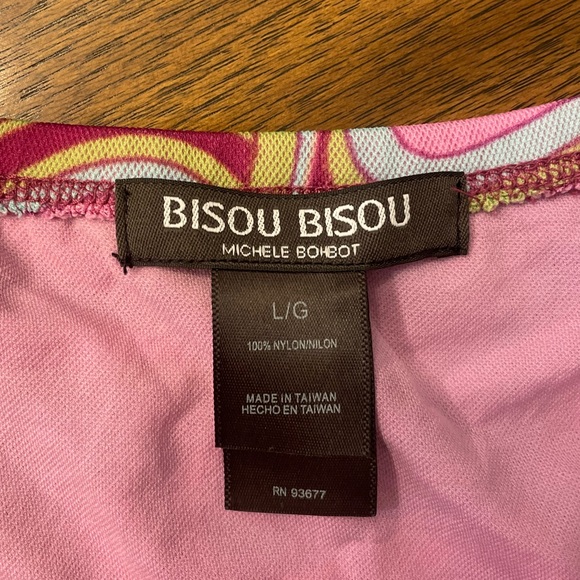 BISOU BISOU
MICHELE BOHBOT
L/G
100% NYLON/NILON
MADE IN TAIWAN
HECHO EN TAIWAN
RN 93677